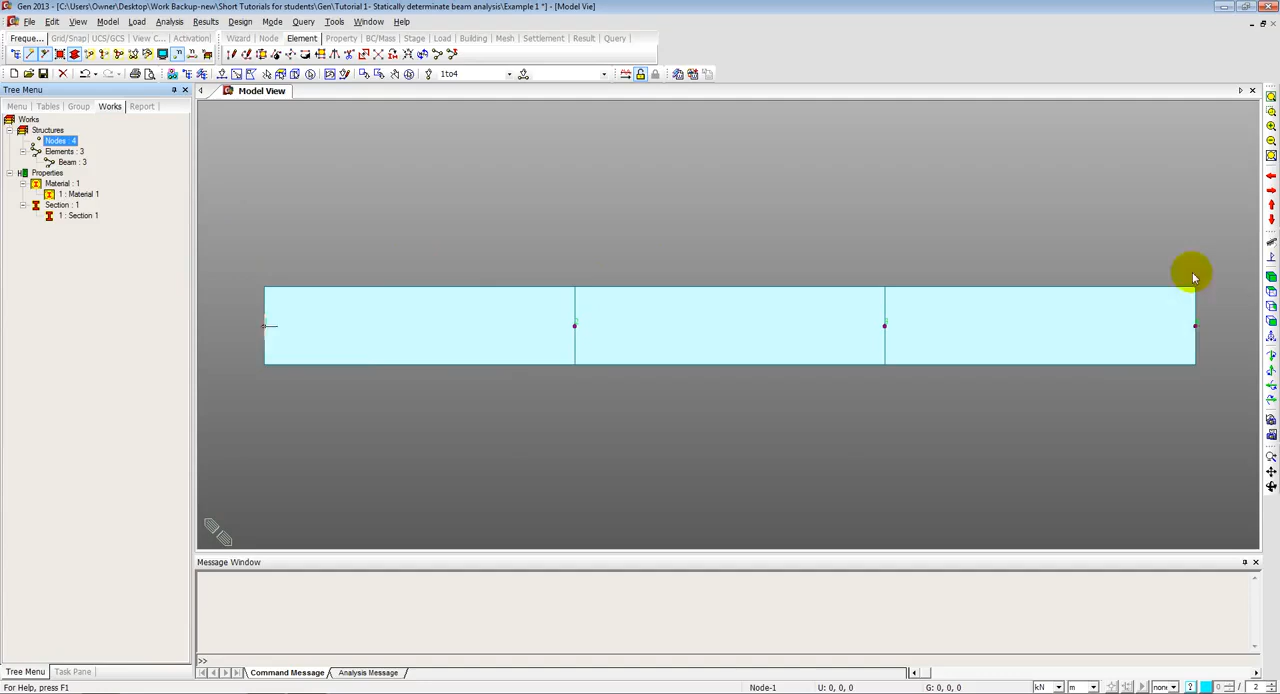 Gen 2013 - [C:\Users\Owner\Desktop\Work Backup-new\Short Tutorials for students\Gen\Tutorial 1- Statically determinate beam analysis\Example 1 *] - [Model Vie]
File Edit View Model Load Analysis Results Design Mode Query Tools Window Help
Freque... Grid/Snap UCS/GCS View C... Activation Wizard Node Element Property BC/Mass Stage Load Building Mesh Settlement Result Query
1to4
Tree Menu
Model View
Menu Tables Group Works Report
Works
Structures
Nodes : 4
Elements : 3
Beam : 3
Properties
Material : 1
1 : Material 1
Section : 1
1 : Section 1
Message Window
>>
Tree Menu Task Pane
Command Message Analysis Message
For Help, press F1
Node-1
U: 0, 0, 0
G: 0, 0, 0
kN
m
none
0 / 2